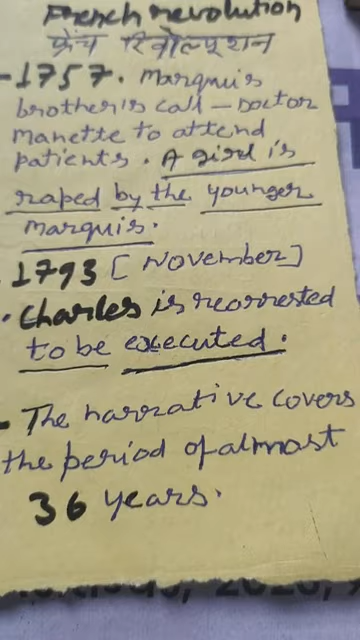 French revolution
फ्रेंच रिवोल्यूशन
- 1757. Marquis
brother's call - Doctor
Manette to attend
patients. A girl is
raped by the younger
Marquis.
1793 [November]
. Charles is rearrested
to be executed.
- The narrative covers
the period of almost
36 years.